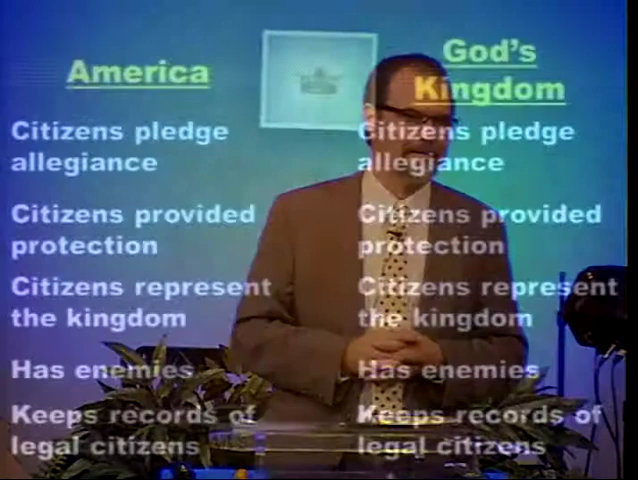 America
Citizens pledge
allegiance
Citizens provided
protection
Citizens represent
the kingdom
Has enemies
Keeps records of
legal citizens
God's
Kingdom
Citizens pledge
allegiance
Citizens provided
protection
Citizens represent
the kingdom
Has enemies
Keeps records of
legal citizens